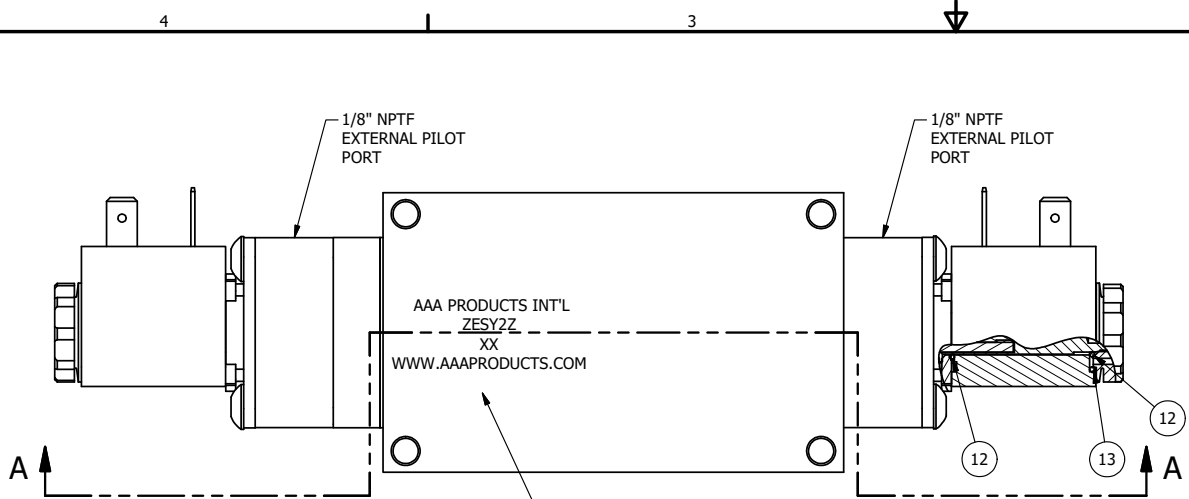 4
3
1/8" NPTF
EXTERNAL PILOT
PORT
1/8" NPTF
EXTERNAL PILOT
PORT
AAA PRODUCTS INT'L
ZESY2Z
XX
WWW.AAAPRODUCTS.COM
12
12
13
A
A